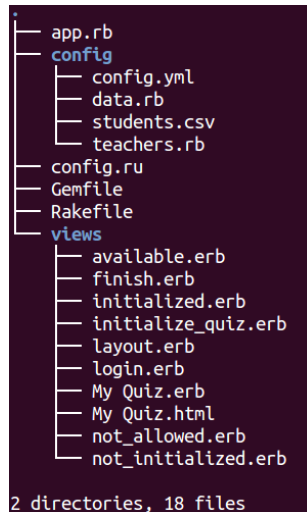 .
├── app.rb
├── config
│   ├── config.yml
│   ├── data.rb
│   ├── students.csv
│   └── teachers.rb
├── config.ru
├── Gemfile
├── Rakefile
└── views
    ├── available.erb
    ├── finish.erb
    ├── initialized.erb
    ├── initialize_quiz.erb
    ├── layout.erb
    ├── login.erb
    ├── My Quiz.erb
    ├── My Quiz.html
    ├── not_allowed.erb
    └── not_initialized.erb
2 directories, 18 files